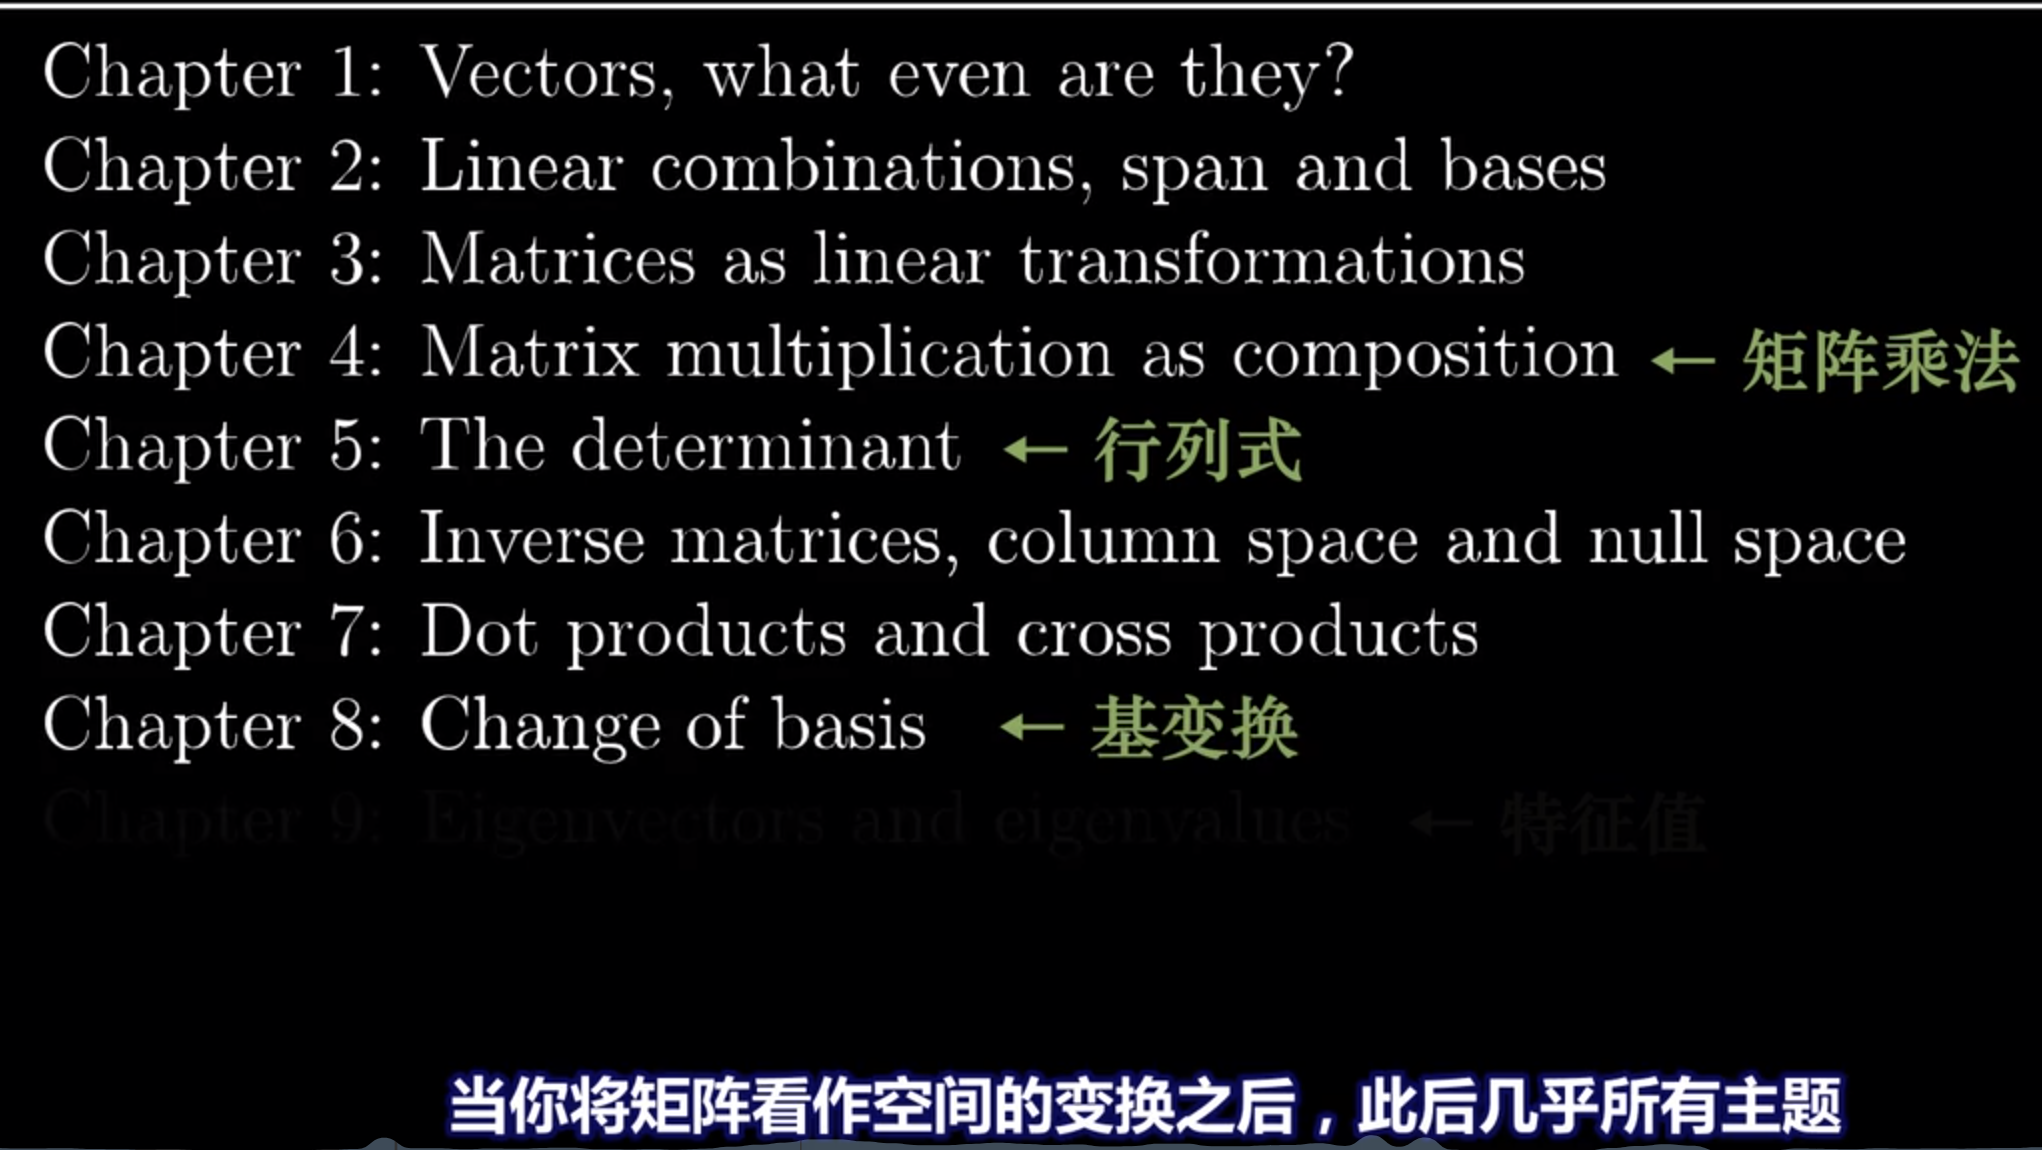 Chapter 1: Vectors, what even are they?
Chapter 2: Linear combinations, span and bases
Chapter 3: Matrices as linear transformations
Chapter 4: Matrix multiplication as composition ← 矩阵乘法
Chapter 5: The determinant ← 行列式
Chapter 6: Inverse matrices, column space and null space
Chapter 7: Dot products and cross products
Chapter 8: Change of basis ← 基变换
Chapter 9: Eigenvectors and eigenvalues ← 特征值
当你将矩阵看作空间的变换之后，此后几乎所有主题